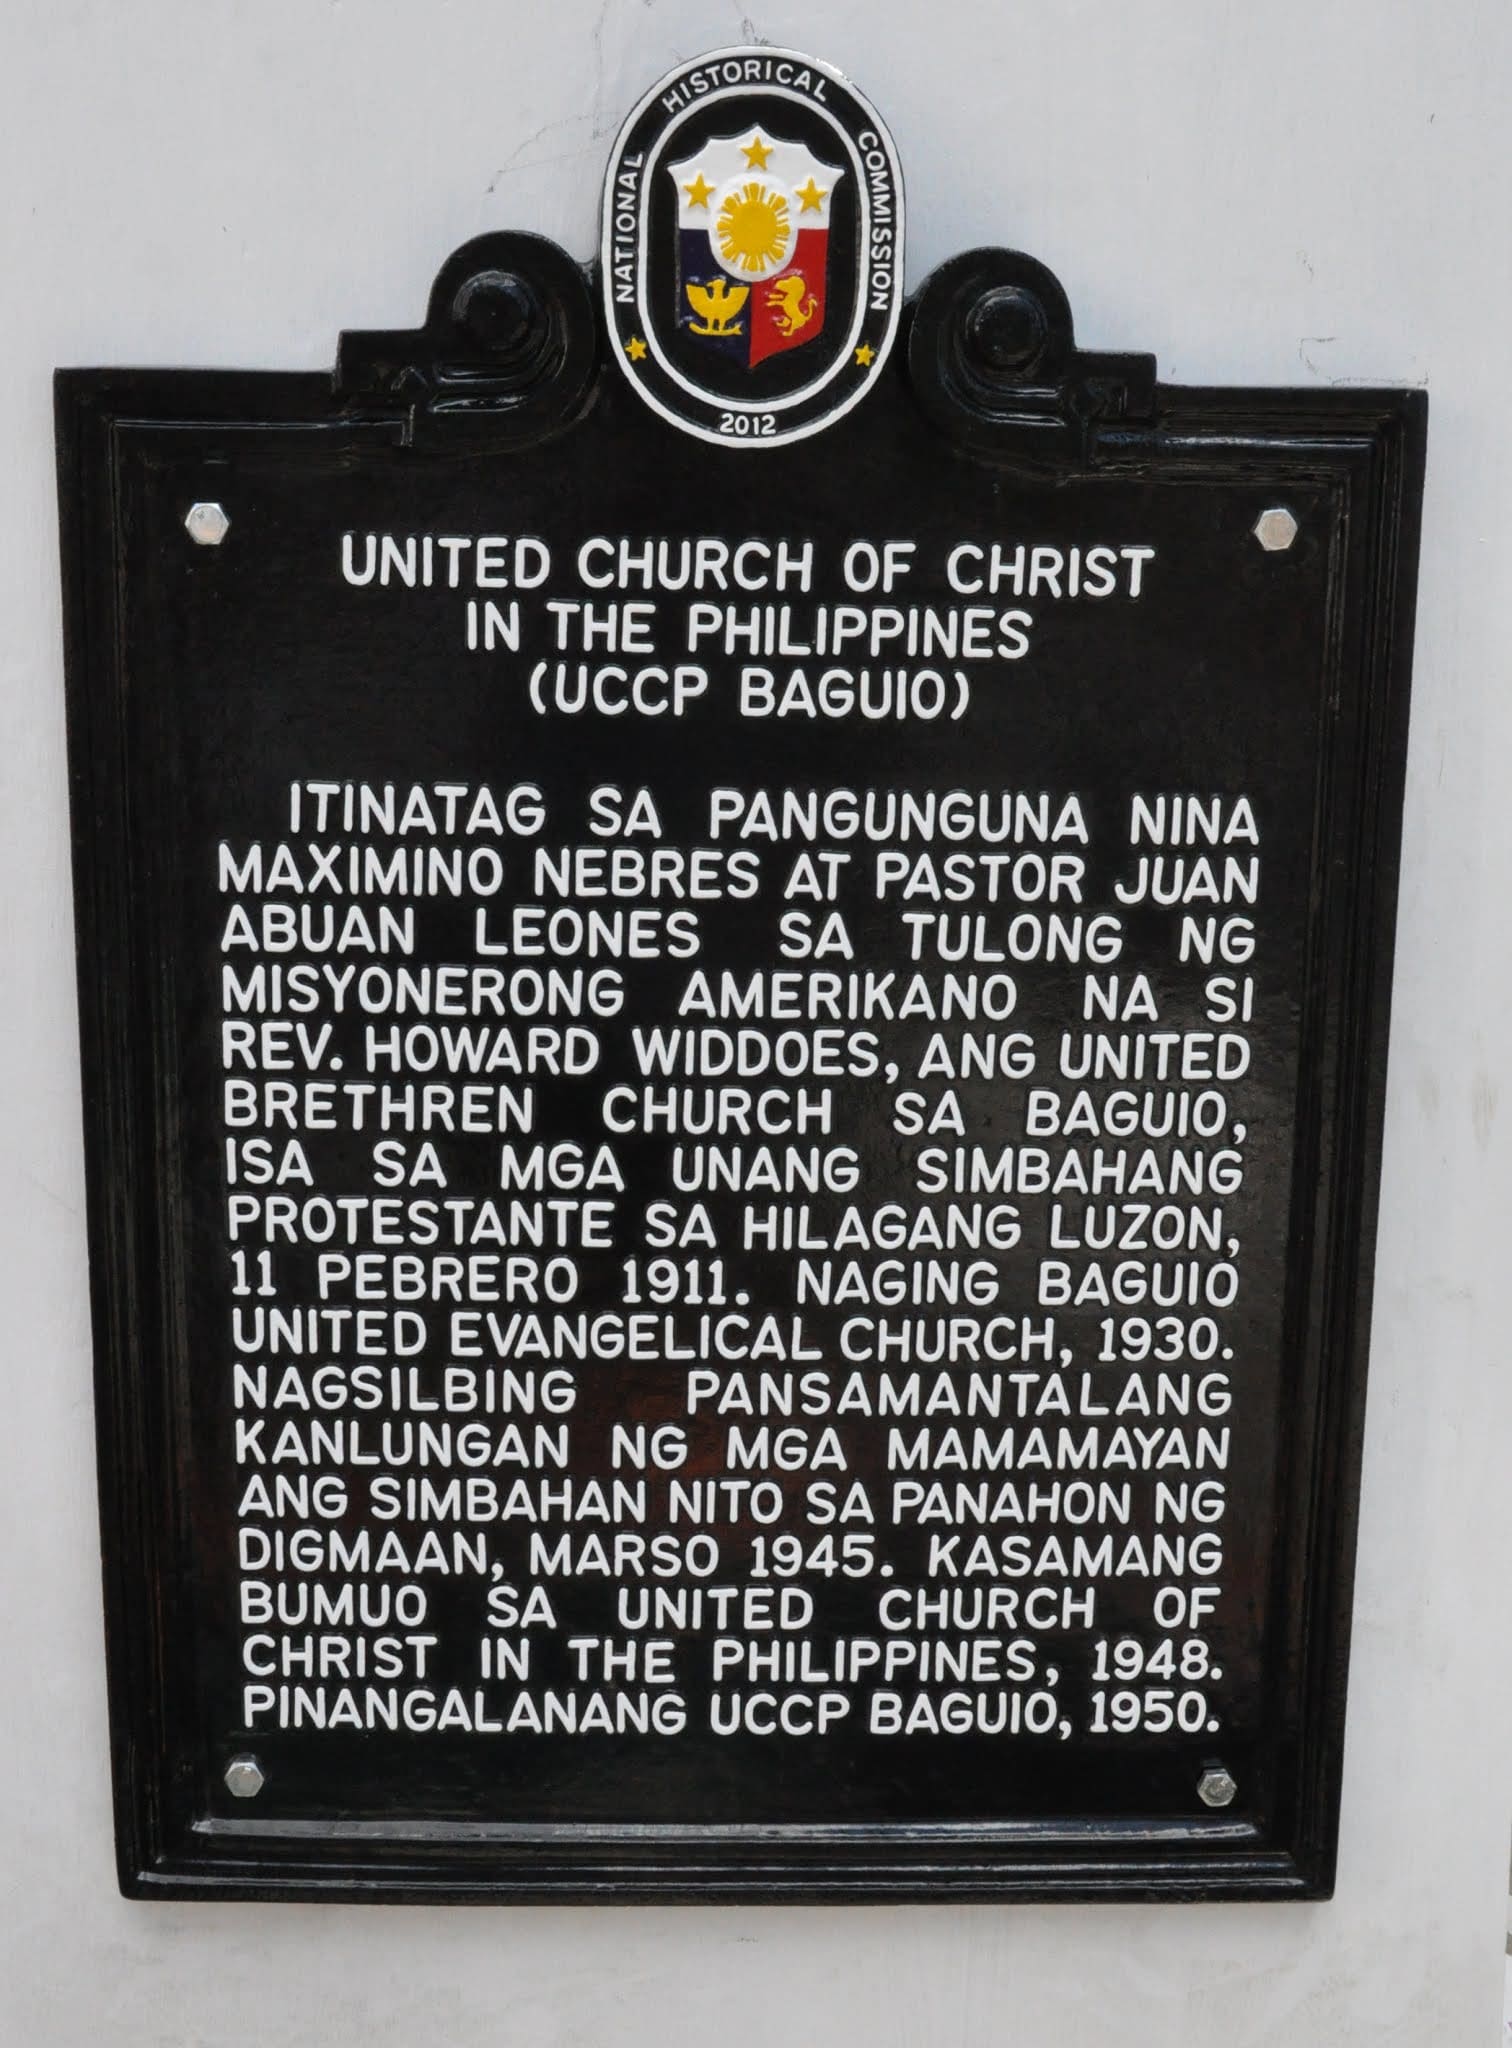 NATIONAL HISTORICAL COMMISSION
2012
UNITED CHURCH OF CHRIST
IN THE PHILIPPINES
(UCCP BAGUIO)
ITINATAG SA PANGUNGUNA NINA
MAXIMINO NEBRES AT PASTOR JUAN
ABUAN LEONES SA TULONG NG
MISYONERONG AMERIKANO NA SI
REV. HOWARD WIDDOES, ANG UNITED
BRETHREN CHURCH SA BAGUIO,
ISA SA MGA UNANG SIMBAHANG
PROTESTANTE SA HILAGANG LUZON,
11 PEBRERO 1911. NAGING BAGUIO
UNITED EVANGELICAL CHURCH, 1930.
NAGSILBING PANSAMANTALANG
KANLUNGAN NG MGA MAMAMAYAN
ANG SIMBAHAN NITO SA PANAHON NG
DIGMAAN, MARSO 1945. KASAMANG
BUMUO SA UNITED CHURCH OF
CHRIST IN THE PHILIPPINES, 1948.
PINANGALANANG UCCP BAGUIO, 1950.